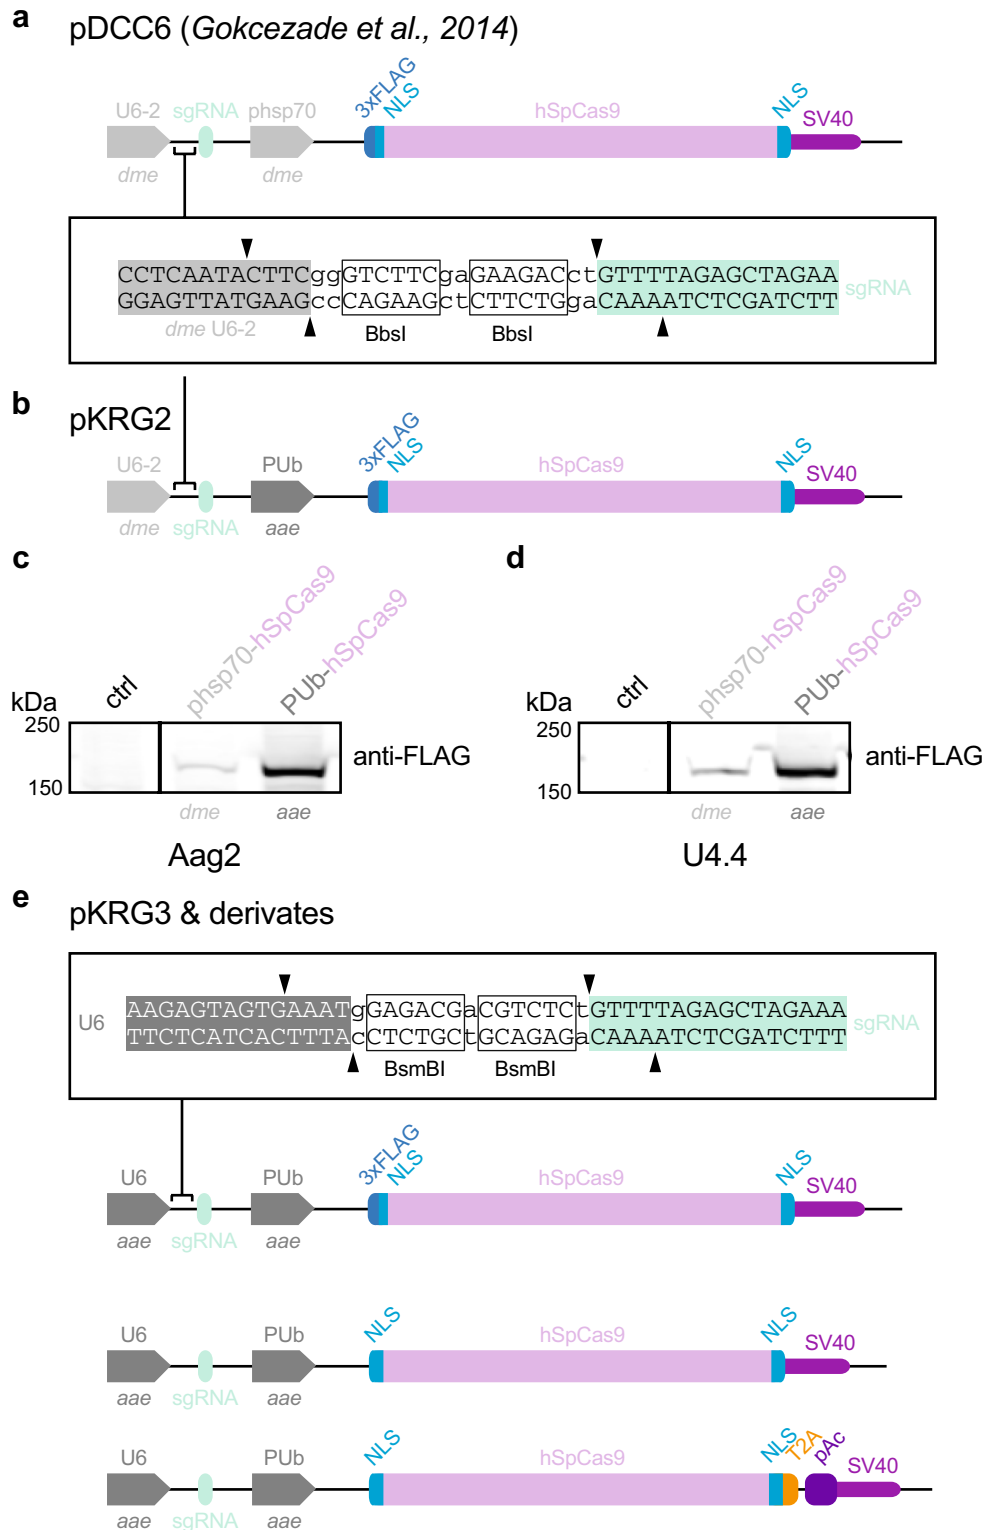 a
pDCC6 (Gokcezade et al., 2014)
U6-2 sgRNA phsp70 3xFLAG NLS hSpCas9 NLS SV40
dme dme
CCTCAATACTTCggGTCTTCgaGAAGACctGTTTTAGAGCTAGAA
GGAGTTATGAAGccCAGAAGctCTTCTGgaCAAAATCTCGATCTT
sgRNA
dme U6-2 BbsI BbsI
b
pKRG2
U6-2 PUb 3xFLAG NLS hSpCas9 NLS SV40
dme sgRNA aae
c
kDa ctrl phsp70-hSpCas9 PUb-hSpCas9
250
150
anti-FLAG
dme aae
Aag2
d
kDa ctrl phsp70-hSpCas9 PUb-hSpCas9
250
150
anti-FLAG
dme aae
U4.4
e
pKRG3 & derivates
U6
AAGAGTAGTGAAATgGAGACGaCGTCTCtGTTTTAGAGCTAGAAA
TTCTCATCACTTTAcCTCTGCtGCAGAGaCAAAATCTCGATCTTT
sgRNA
BsmBI BsmBI
U6 PUb 3xFLAG NLS hSpCas9 NLS SV40
aae sgRNA aae
U6 PUb NLS hSpCas9 NLS SV40
aae sgRNA aae
U6 PUb NLS hSpCas9 NLS T2A pAc SV40
aae sgRNA aae